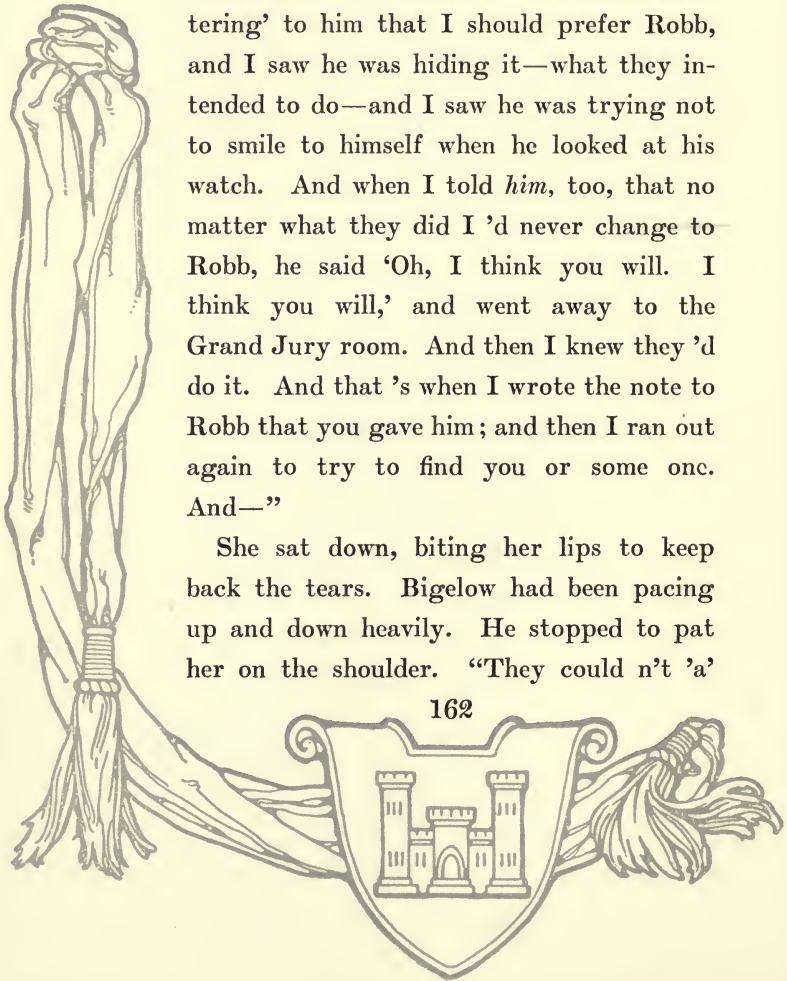 tering’ to him that I should prefer Robb,
and I saw he was hiding it—what they in-
tended to do—and I saw he was trying not
to smile to himself when he looked at his
watch. And when I told him, too, that no
matter what they did I ’d never change to
Robb, he said ‘Oh, I think you will. I
think you will,’ and went away to the
Grand Jury room. And then I knew they ’d
do it. And that ’s when I wrote the note to
Robb that you gave him; and then I ran out
again to try to find you or some one.
And—”
She sat down, biting her lips to keep
back the tears. Bigelow had been pacing
up and down heavily. He stopped to pat
her on the shoulder. “They could n’t ’a’
162